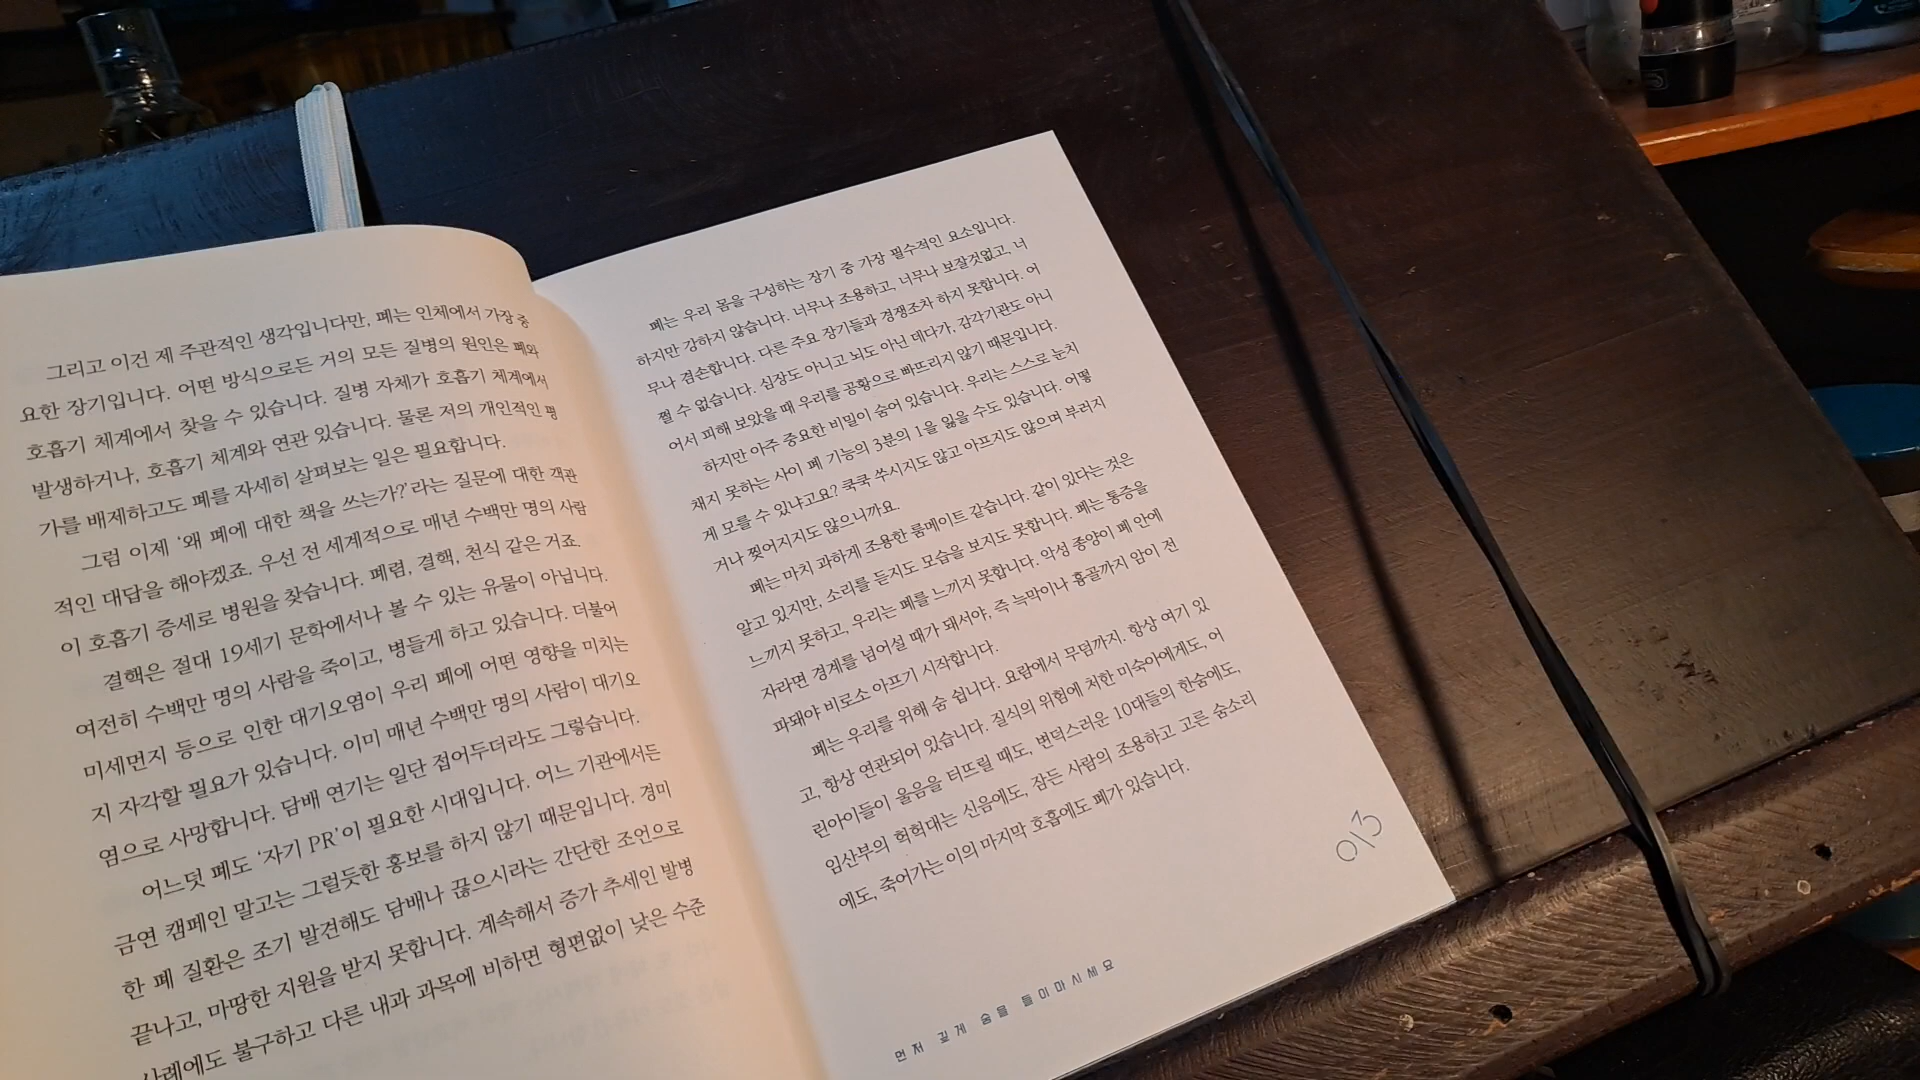 그리고 이건 제 주관적인 생각입니다만, 폐는 인체에서 가장 중
요한 장기입니다. 어떤 방식으로든 거의 모든 질병의 원인은 폐와
호흡기 체계에서 찾을 수 있습니다. 질병 자체가 호흡기 체계에서
발생하거나, 호흡기 체계와 연관 있습니다. 물론 저의 개인적인 평
가를 배제하고도 폐를 자세히 살펴보는 일은 필요합니다.
그럼 이제 ‘왜 폐에 대한 책을 쓰는가?’라는 질문에 대한 객관
적인 대답을 해야겠죠. 우선 전 세계적으로 매년 수백만 명의 사람
이 호흡기 증세로 병원을 찾습니다. 폐렴, 결핵, 천식 같은 거죠.
결핵은 절대 19세기 문학에서나 볼 수 있는 유물이 아닙니다.
여전히 수백만 명의 사람을 죽이고, 병들게 하고 있습니다. 더불어
미세먼지 등으로 인한 대기오염이 우리 폐에 어떤 영향을 미치는
지 자각할 필요가 있습니다. 이미 매년 수백만 명의 사람이 대기오
염으로 사망합니다. 담배 연기는 일단 접어두더라도 그렇습니다.
어느덧 폐도 ‘자기 PR’이 필요한 시대입니다. 어느 기관에서든
금연 캠페인 말고는 그럴듯한 홍보를 하지 않기 때문입니다. 경미
한 폐 질환은 조기 발견해도 담배나 끊으시라는 간단한 조언으로
끝나고, 마땅한 지원을 받지 못합니다. 계속해서 증가 추세인 발병
사례에도 불구하고 다른 내과 과목에 비하면 형편없이 낮은 수준
폐는 우리 몸을 구성하는 장기 중 가장 필수적인 요소입니다.
하지만 강하지 않습니다. 너무나 조용하고, 너무나 보잘것없고, 너
무나 겸손합니다. 다른 주요 장기들과 경쟁조차 하지 못합니다. 어
쩔 수 없습니다. 심장도 아니고 뇌도 아닌 데다가, 감각기관도 아니
어서 피해 보았을 때 우리를 공황으로 빠뜨리지 않기 때문입니다.
하지만 아주 중요한 비밀이 숨어 있습니다. 우리는 스스로 눈치
채지 못하는 사이 폐 기능의 3분의 1을 잃을 수도 있습니다. 어떻
게 모를 수 있냐고요? 쿡쿡 쑤시지도 않고 아프지도 않으며 부러지
거나 찢어지지도 않으니까요.
폐는 마치 과하게 조용한 룸메이트 같습니다. 같이 있다는 것은
알고 있지만, 소리를 듣지도 모습을 보지도 못합니다. 폐는 통증을
느끼지 못하고, 우리는 폐를 느끼지 못합니다. 악성 종양이 폐 안에
자라면 경계를 넘어설 때가 돼서야, 즉 늑막이나 흉골까지 암이 전
파돼야 비로소 아프기 시작합니다.
폐는 우리를 위해 숨 쉽니다. 요람에서 무덤까지. 항상 여기 있
고, 항상 연관되어 있습니다. 질식의 위험에 처한 미숙아에게도, 어
린아이들이 울음을 터뜨릴 때도, 변덕스러운 10대들의 한숨에도,
임산부의 헉헉대는 신음에도, 잠든 사람의 조용하고 고른 숨소리
에도, 죽어가는 이의 마지막 호흡에도 폐가 있습니다.
013
먼저 깊게 숨을 들이마시세요